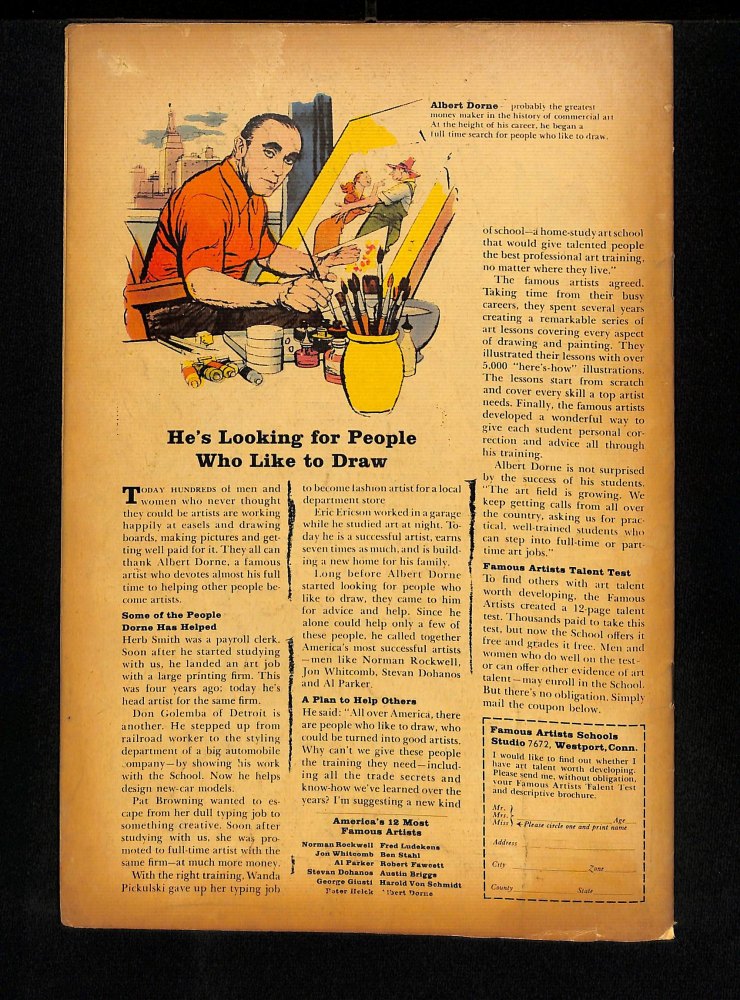 Albert Dorne – probably the greatest
money maker in the history of commercial art
At the height of his career, he began a
full time search for people who like to draw.
He's Looking for People
Who Like to Draw
TODAY HUNDREDS of men and
women who never thought
they could be artists are working
happily at easels and drawing
boards, making pictures and get-
ting well paid for it. They all can
thank Albert Dorne, a famous
artist who devotes almost his full
time to helping other people be-
come artists.
Some of the People
Dorne Has Helped
Herb Smith was a payroll clerk.
Soon after he started studying
with us, he landed an art job
with a large printing firm. This
was four years ago; today he's
head artist for the same firm.
Don Golemba of Detroit is
another. He stepped up from
railroad worker to the styling
department of a big automobile
company—by showing his work
with the School. Now he helps
design new-car models.
Pat Browning wanted to es-
cape from her dull typing job to
something creative. Soon after
studying with us, she was pro-
moted to full-time artist with the
same firm—at much more money.
With the right training, Wanda
Pickulski gave up her typing job
to become fashion artist for a local
department store
Eric Ericson worked in a garage
while he studied art at night. To-
day he is a successful artist, earns
seven times as much, and is build-
ing a new home for his family.
Long before Albert Dorne
started looking for people who
like to draw, they came to him
for advice and help. Since he
alone could help only a few of
these people, he called together
America's most successful artists
—men like Norman Rockwell,
Jon Whitcomb, Stevan Dohanos
and Al Parker.
A Plan to Help Others
He said: "All over America, there
are people who like to draw, who
could be turned into good artists.
Why can't we give these people
the training they need—includ-
ing all the trade secrets and
know-how we've learned over the
years? I'm suggesting a new kind
America's 12 Most
Famous Artists
Norman Rockwell Fred Ludekens
Jon Whitcomb Ben Stahl
Al Parker Robert Fawcett
Stevan Dohanos Austin Briggs
George Giusti Harold Von Schmidt
Peter Helck Albert Dorne
of school—a home-study art school
that would give talented people
the best professional art training,
no matter where they live."
The famous artists agreed.
Taking time from their busy
careers, they spent several years
creating a remarkable series of
art lessons covering every aspect
of drawing and painting. They
illustrated their lessons with over
5,000 "here's-how" illustrations.
The lessons start from scratch
and cover every skill a top artist
needs. Finally, the famous artists
developed a wonderful way to
give each student personal cor-
rection and advice all through
his training.
Albert Dorne is not surprised
by the success of his students.
"The art field is growing. We
keep getting calls from all over
the country, asking us for prac-
tical, well-trained students who
can step into full-time or part-
time art jobs."
Famous Artists Talent Test
To find others with art talent
worth developing, the Famous
Artists created a 12-page talent
test. Thousands paid to take this
test, but now the School offers it
free and grades it free. Men and
women who do well on the test-
or can offer other evidence of art
talent—may enroll in the School.
But there's no obligation. Simply
mail the coupon below.
Famous Artists Schools
Studio 7672, Westport, Conn.
I would like to find out whether I
have art talent worth developing.
Please send me, without obligation,
your Famous Artists Talent Test
and descriptive brochure.
Mr.
Mrs.
Miss Age
Please circle one and print name
Address
City Zone
County State